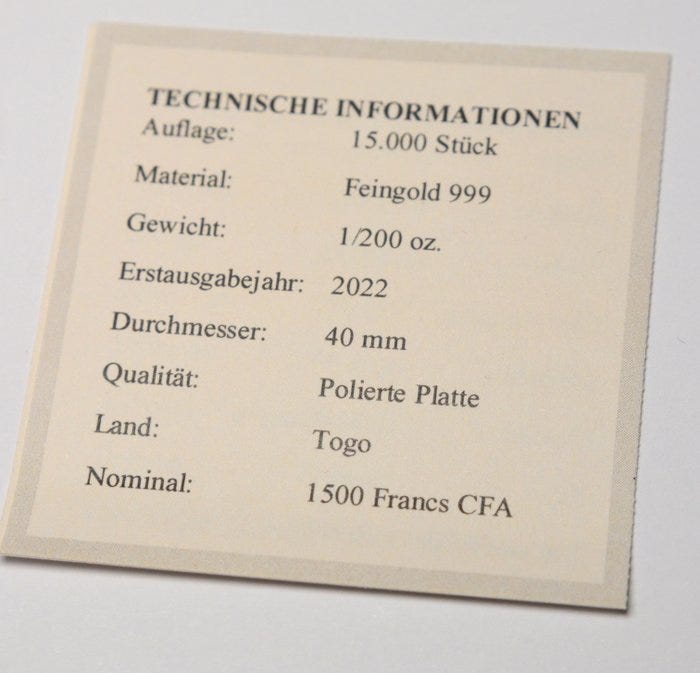 TECHNISCHE INFORMATIONEN
Auflage: 15.000 Stück
Material: Feingold 999
Gewicht: 1/200 oz.
Erstausgabejahr: 2022
Durchmesser: 40 mm
Qualität: Polierte Platte
Land: Togo
Nominal: 1500 Francs CFA